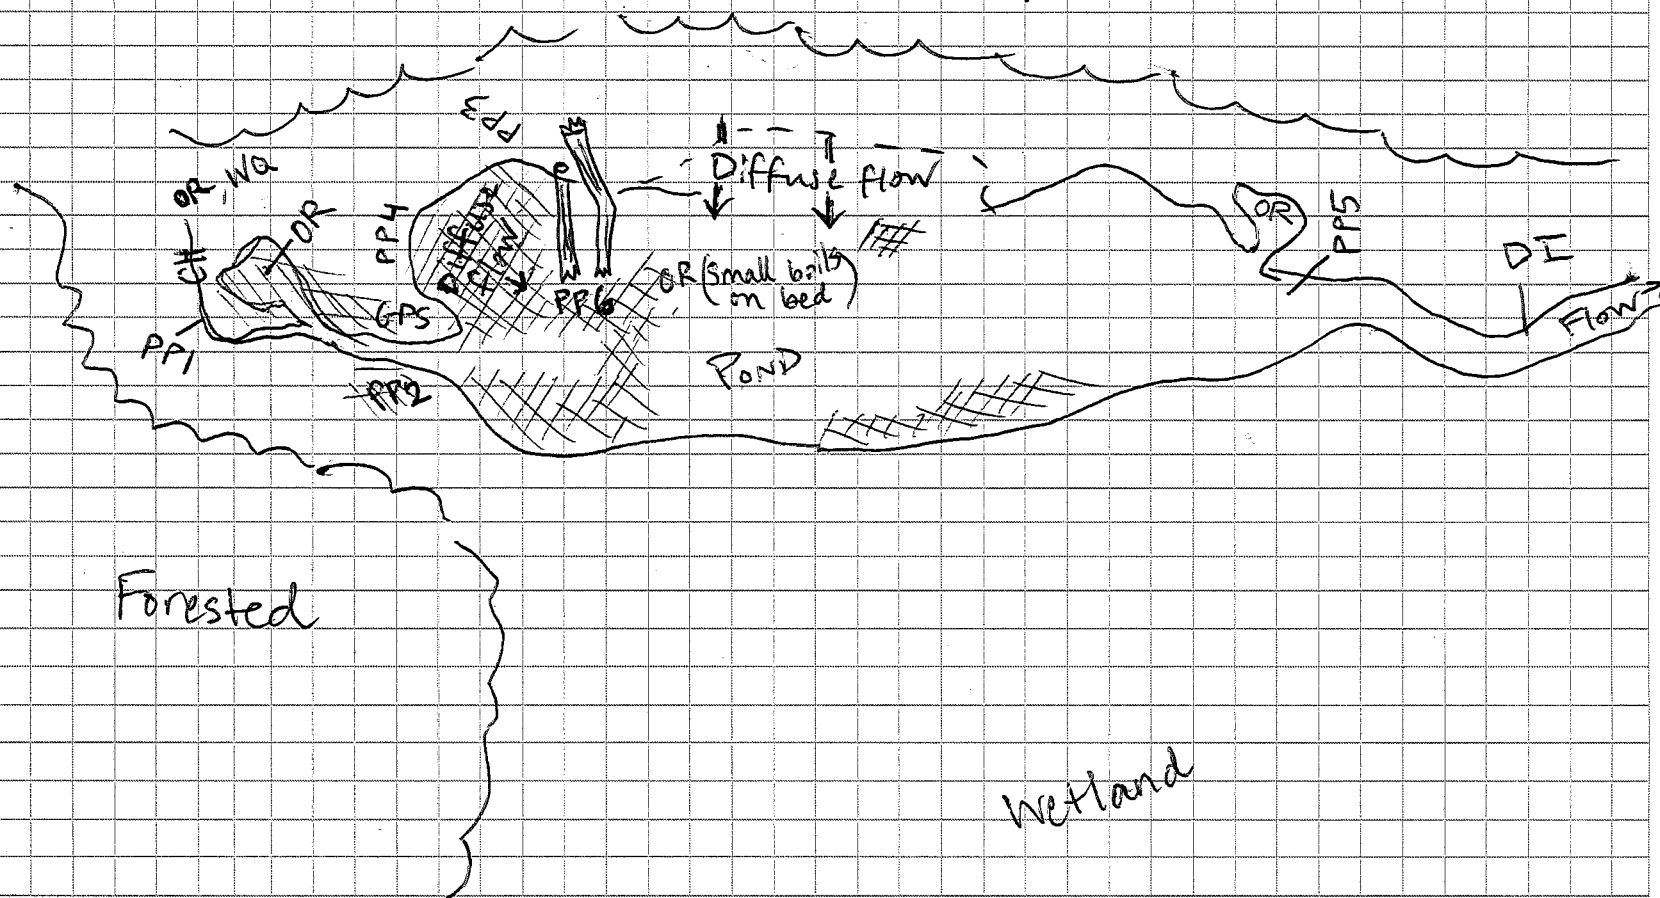 PP3
OR, WQ
OR
PP4
Diffuse
flow
Diffuse flow
OR
PP5
DI
CH
PP1
GPS
PP6
OR (small boils
on bed)
Flow
PP2
POND
Forested
Wetland